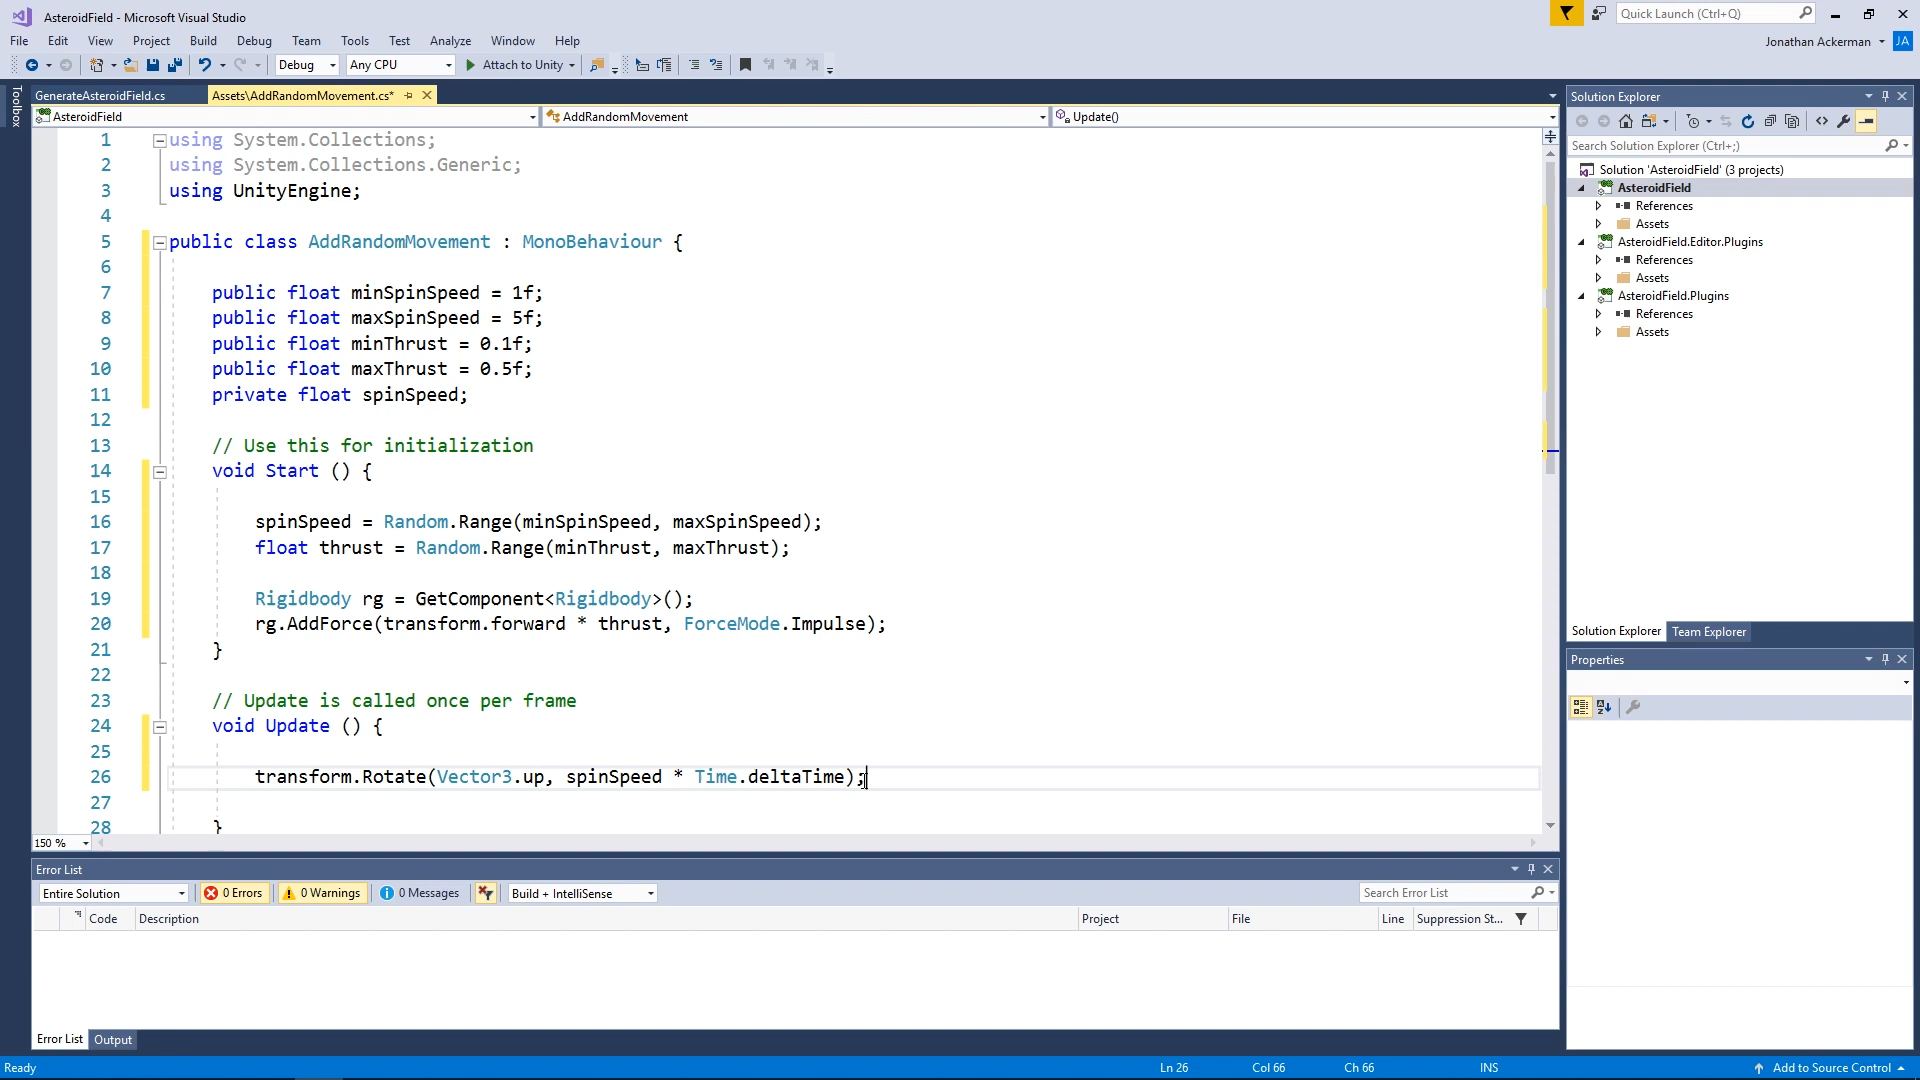 AsteroidField - Microsoft Visual Studio
Quick Launch (Ctrl+Q)
File Edit View Project Build Debug Team Tools Test Analyze Window Help
Jonathan Ackerman JA
Debug Any CPU Attach to Unity
Toolbox
GenerateAsteroidField.cs Assets\AddRandomMovement.cs*
AsteroidField AddRandomMovement Update()
1 using System.Collections;
2 using System.Collections.Generic;
3 using UnityEngine;
4
5 public class AddRandomMovement : MonoBehaviour {
6
7 public float minSpinSpeed = 1f;
8 public float maxSpinSpeed = 5f;
9 public float minThrust = 0.1f;
10 public float maxThrust = 0.5f;
11 private float spinSpeed;
12
13 // Use this for initialization
14 void Start () {
15
16 spinSpeed = Random.Range(minSpinSpeed, maxSpinSpeed);
17 float thrust = Random.Range(minThrust, maxThrust);
18
19 Rigidbody rg = GetComponent<Rigidbody>();
20 rg.AddForce(transform.forward * thrust, ForceMode.Impulse);
21 }
22
23 // Update is called once per frame
24 void Update () {
25
26 transform.Rotate(Vector3.up, spinSpeed * Time.deltaTime);
27
28 }
150 %
Solution Explorer
Search Solution Explorer (Ctrl+;)
Solution 'AsteroidField' (3 projects)
AsteroidField
References
Assets
AsteroidField.Editor.Plugins
References
Assets
AsteroidField.Plugins
References
Assets
Solution Explorer Team Explorer
Properties
Error List
Entire Solution 0 Errors 0 Warnings 0 Messages Build + IntelliSense Search Error List
Code Description Project File Line Suppression St...
Error List Output
Ready Ln 26 Col 66 Ch 66 INS Add to Source Control